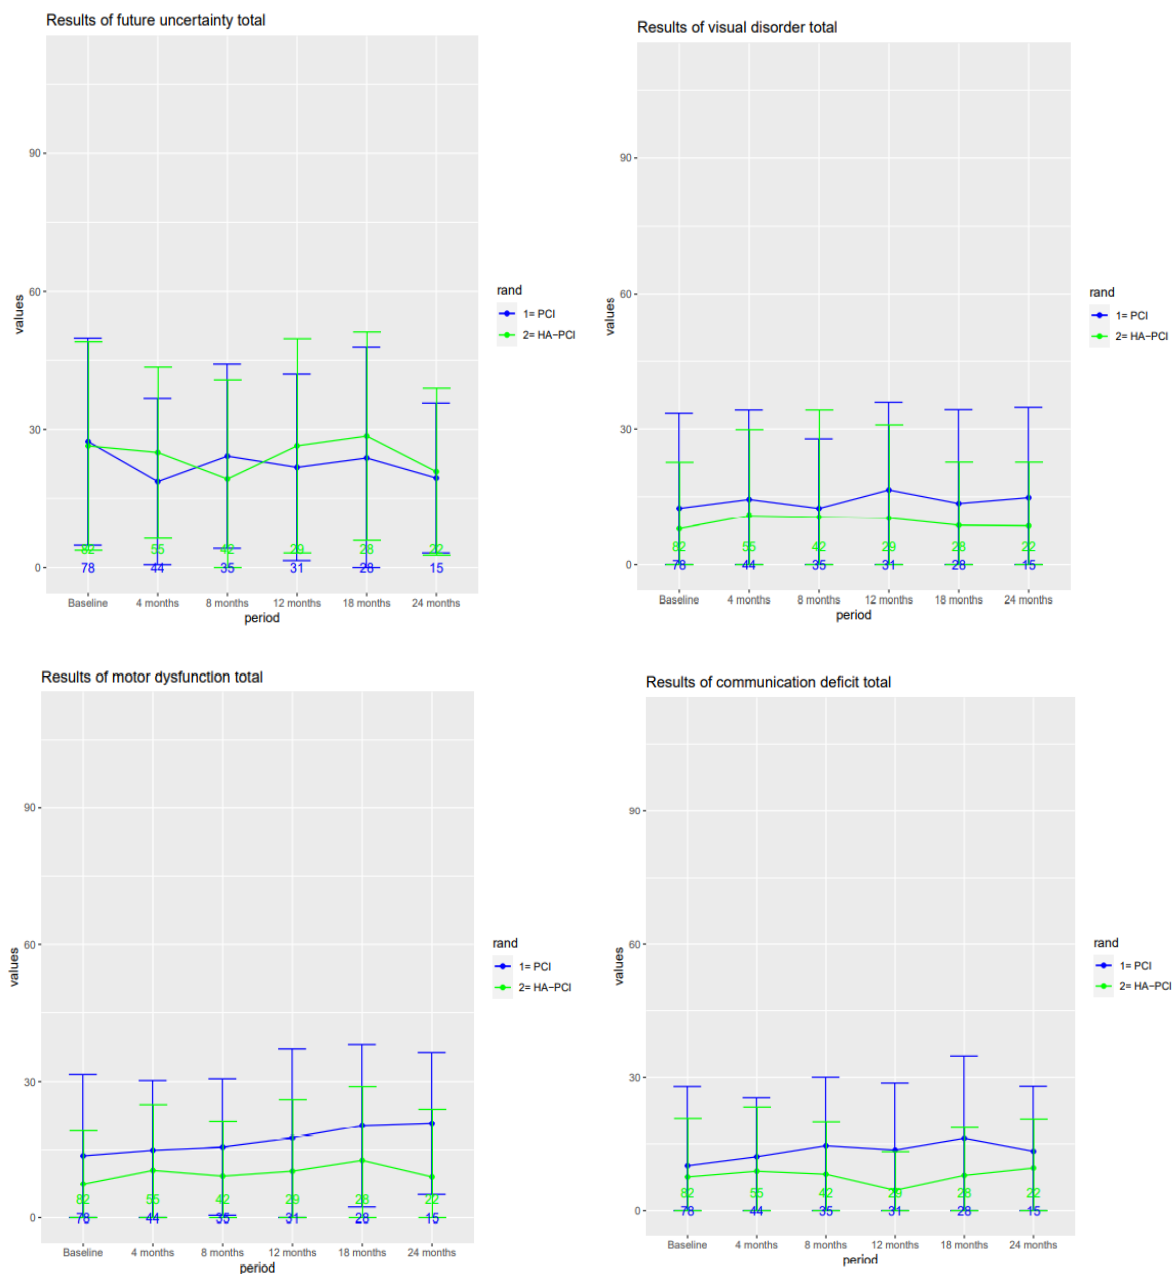 Results of future uncertainty total
90
60
30
0
values
82 55 42 29 28 22
78 44 35 31 28 15
Baseline 4 months 8 months 12 months 18 months 24 months
period
rand
1= PCI
2= HA-PCI
Results of visual disorder total
90
60
30
0
values
82 55 42 29 28 22
78 44 35 31 28 15
Baseline 4 months 8 months 12 months 18 months 24 months
period
rand
1= PCI
2= HA-PCI
Results of motor dysfunction total
90
60
30
0
values
82 55 42 29 28 22
78 44 35 31 28 15
Baseline 4 months 8 months 12 months 18 months 24 months
period
rand
1= PCI
2= HA-PCI
Results of communication deficit total
90
60
30
0
values
82 55 42 29 28 22
78 44 35 31 28 15
Baseline 4 months 8 months 12 months 18 months 24 months
period
rand
1= PCI
2= HA-PCI